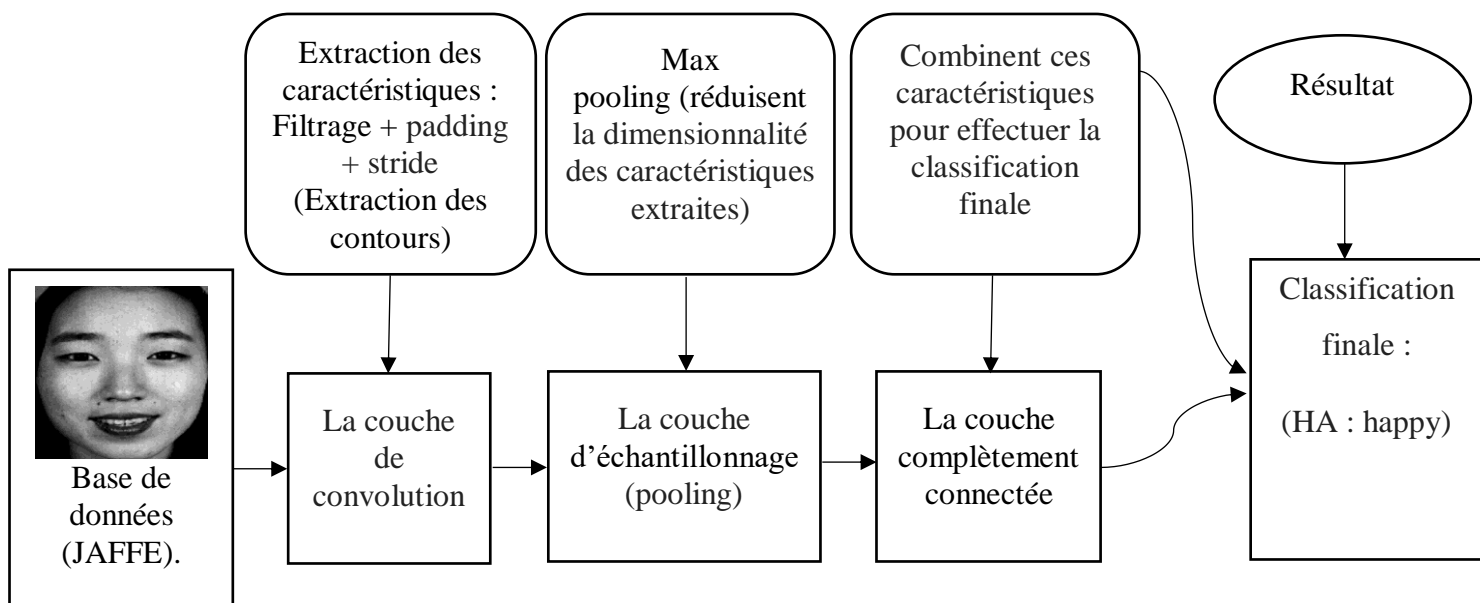 Extraction des
caractéristiques :
Filtrage + padding
+ stride
(Extraction des
contours)
Max
pooling (réduisent
la dimensionnalité
des caractéristiques
extraites)
Combinent ces
caractéristiques
pour effectuer la
classification
finale
Résultat
Base de
données
(JAFFE).
La couche
de
convolution
La couche
d’échantillonnage
(pooling)
La couche
complètement
connectée
Classification
finale :
(HA : happy)